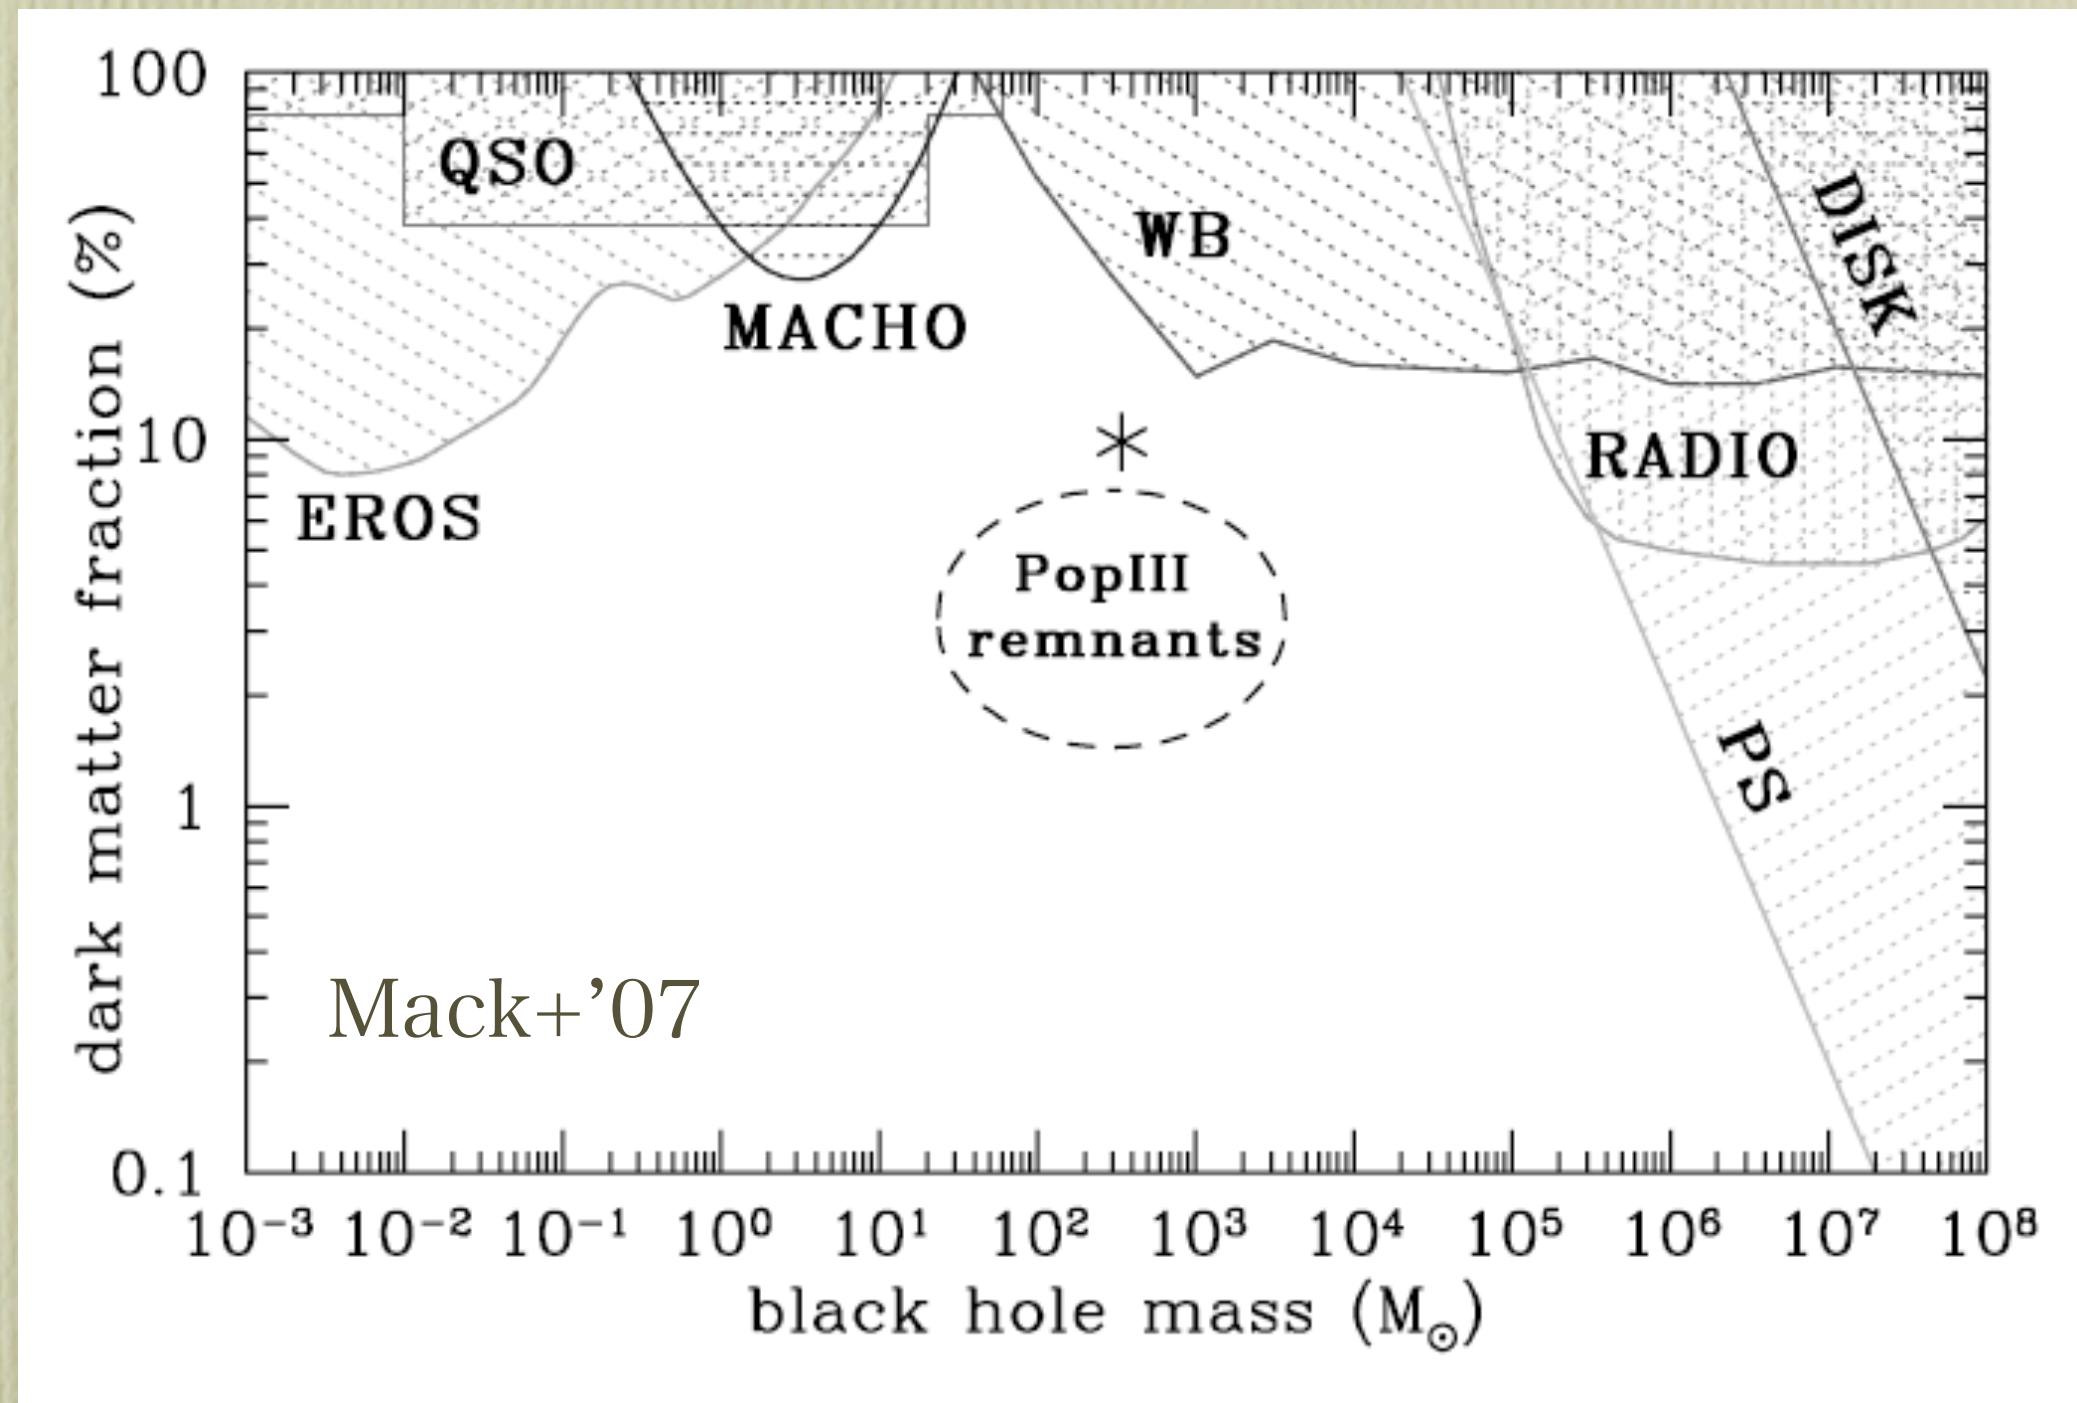 100
10
1
0.1
dark matter fraction (%)
QSO
MACHO
EROS
WB
DISK
RADIO
PopIII
remnants
PS
Mack+’07
10⁻³ 10⁻² 10⁻¹ 10⁰ 10¹ 10² 10³ 10⁴ 10⁵ 10⁶ 10⁷ 10⁸
black hole mass (M☉)